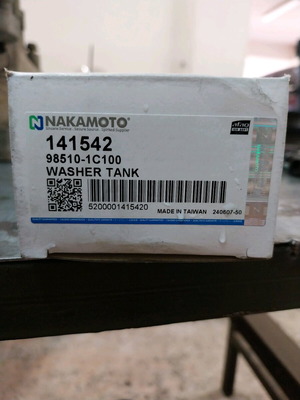 NAKAMOTO®
141542
98510-1C100
WASHER TANK
5200001415420
MADE IN TAIWAN 240607-50